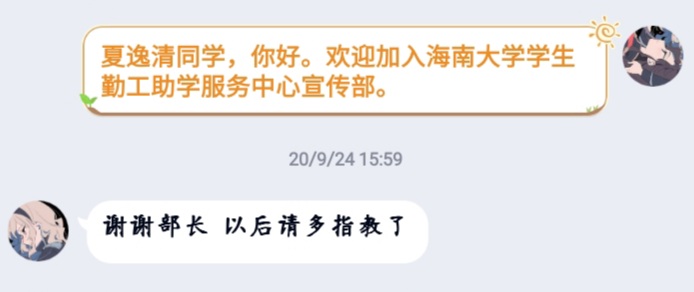 夏逸清同学，你好。欢迎加入海南大学学生
勤工助学服务中心宣传部。
20/9/24 15:59
谢谢部长 以后请多指教了